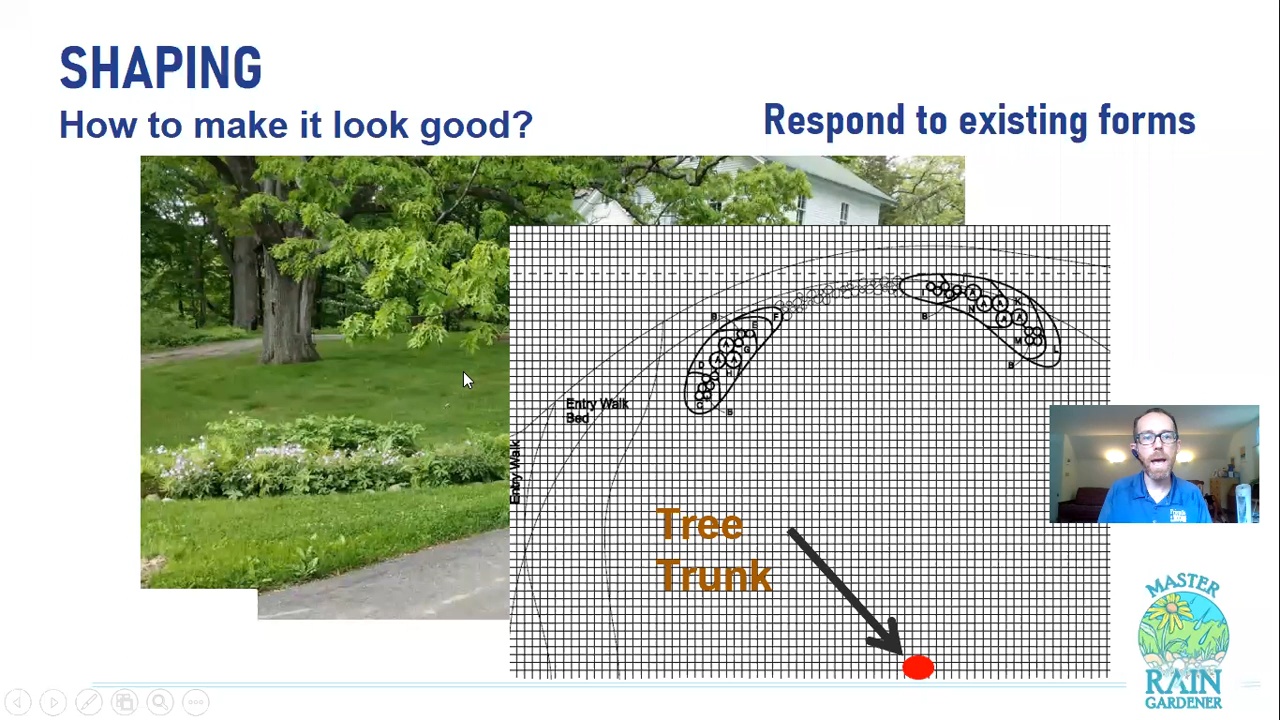 SHAPING
How to make it look good?
Respond to existing forms
B
E
F
D
G
H
C
B
J
K
A
A
A
N
A
A
B
M
L
B
A
A
A
Entry Walk
Bed
Entry Walk
Tree
Trunk
MASTER
RAIN
GARDENER